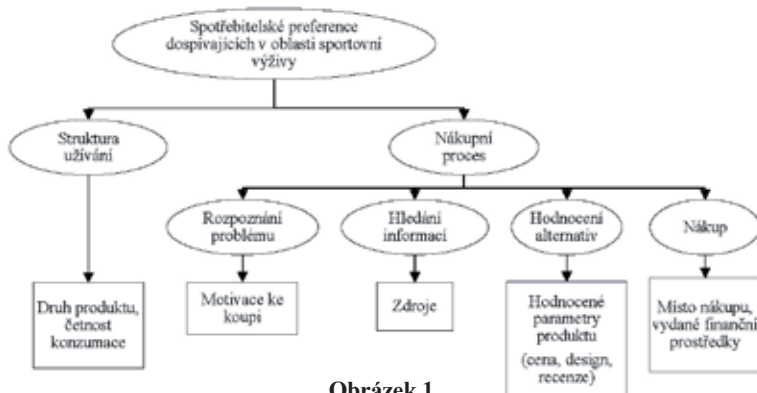 Spotřebitelské preference
dospívajících v oblasti sportovní
výživy
Struktura
užívání
Nákupní
proces
Rozpoznání
problému
Hledání
informací
Hodnocení
alternativ
Nákup
Druh produktu,
četnost
konzumace
Motivace ke
koupi
Zdroje
Hodnocené
parametry
produktu
(cena, design,
recenze)
Místo nákupu,
vydané finanční
prostředky
Obrázek 1